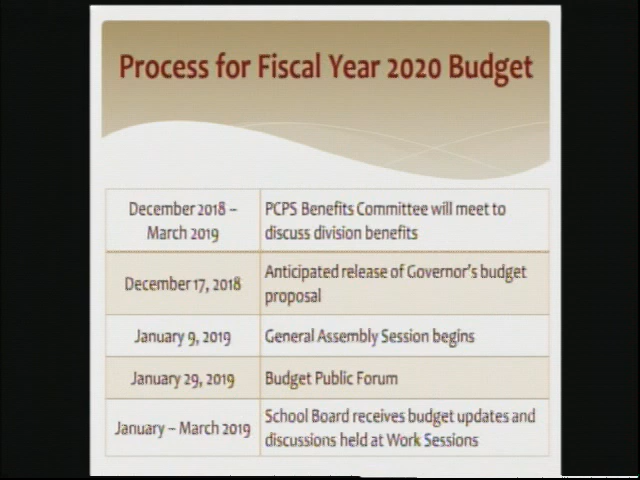 Process for Fiscal Year 2020 Budget
December 2018 –
March 2019
PCPS Benefits Committee will meet to
discuss division benefits
December 17, 2018
Anticipated release of Governor's budget
proposal
January 9, 2019
General Assembly Session begins
January 29, 2019
Budget Public Forum
January – March 2019
School Board receives budget updates and
discussions held at Work Sessions